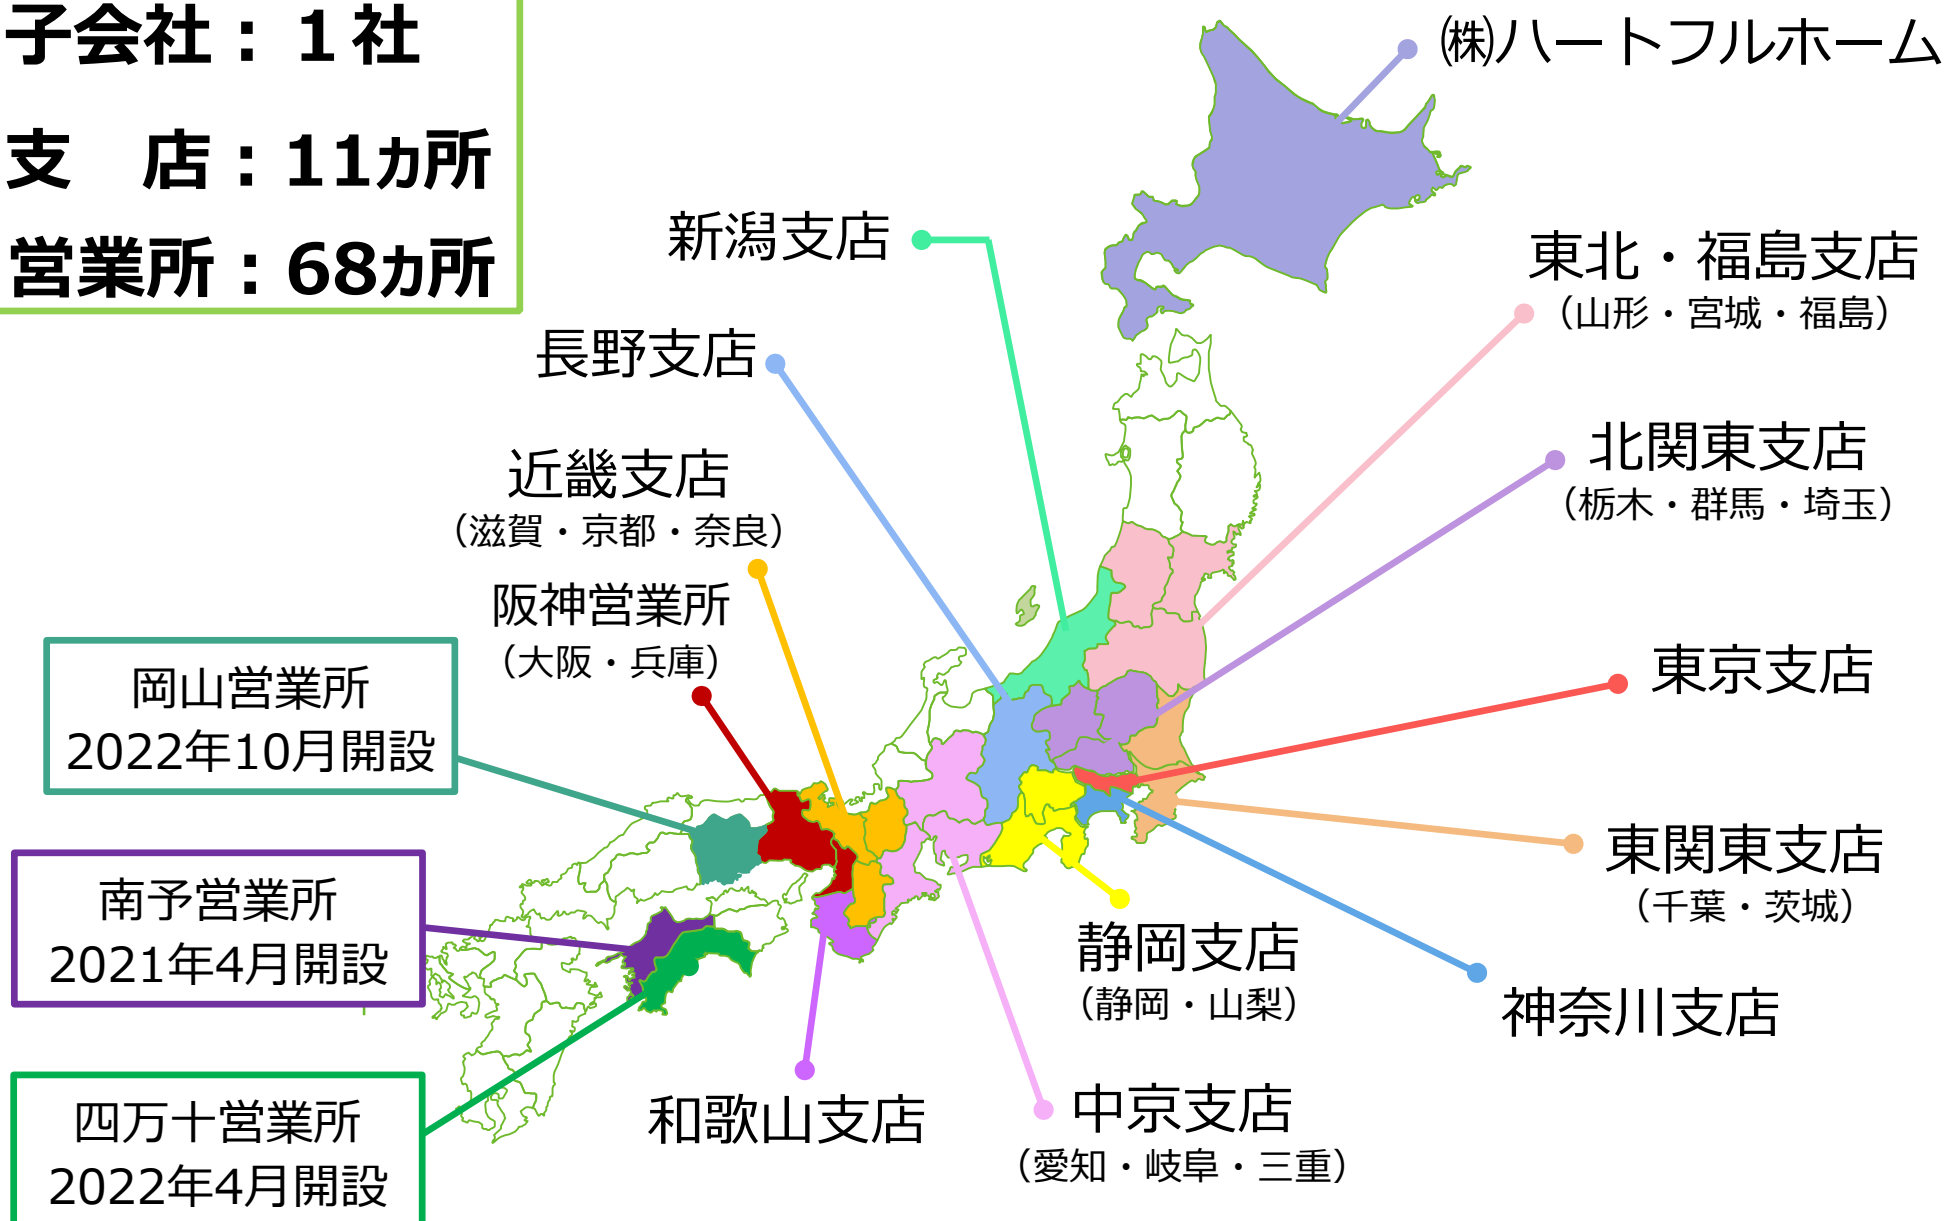 子会社：１社
支　店：11ヵ所
営業所：68ヵ所
㈱ハートフルホーム
新潟支店
東北・福島支店
（山形・宮城・福島）
長野支店
北関東支店
（栃木・群馬・埼玉）
近畿支店
（滋賀・京都・奈良）
阪神営業所
（大阪・兵庫）
東京支店
岡山営業所
2022年10月開設
東関東支店
（千葉・茨城）
南予営業所
2021年4月開設
静岡支店
（静岡・山梨）
神奈川支店
和歌山支店
中京支店
（愛知・岐阜・三重）
四万十営業所
2022年4月開設